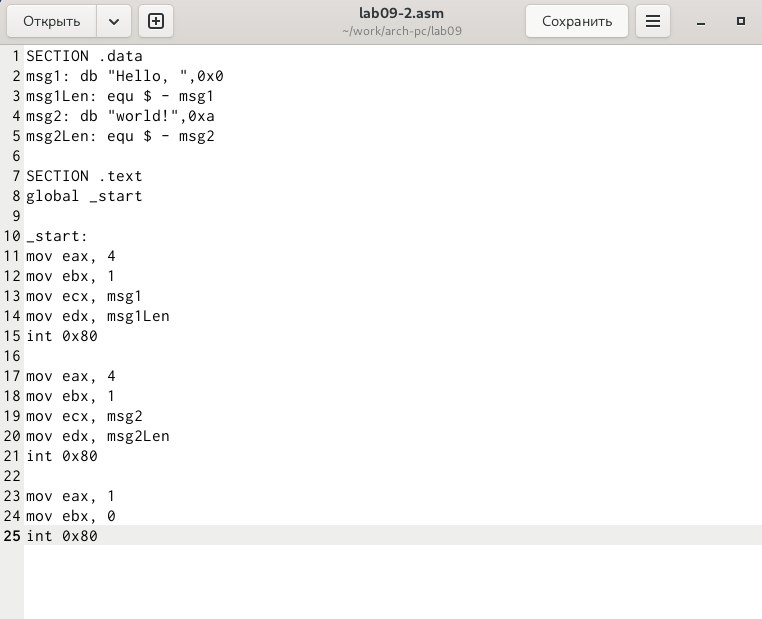 Открыть
lab09-2.asm
~/work/arch-pc/lab09
Сохранить
1 SECTION .data
2 msg1: db "Hello, ",0x0
3 msg1Len: equ $ - msg1
4 msg2: db "world!",0xa
5 msg2Len: equ $ - msg2
6
7 SECTION .text
8 global _start
9
10 _start:
11 mov eax, 4
12 mov ebx, 1
13 mov ecx, msg1
14 mov edx, msg1Len
15 int 0x80
16
17 mov eax, 4
18 mov ebx, 1
19 mov ecx, msg2
20 mov edx, msg2Len
21 int 0x80
22
23 mov eax, 1
24 mov ebx, 0
25 int 0x80